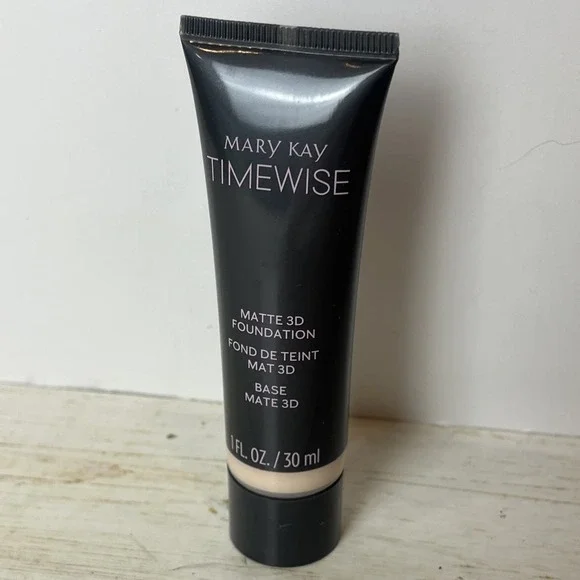 MARY KAY
TIMEWISE
MATTE 3D
FOUNDATION
FOND DE TEINT
MAT 3D
BASE
MATE 3D
1 FL. OZ. / 30 ml